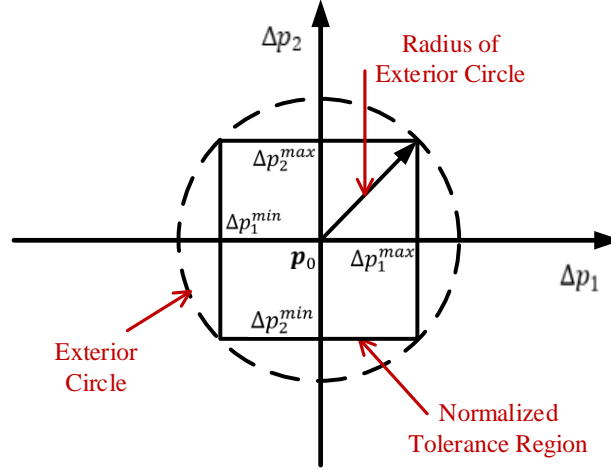 Δp₂
Radius of
Exterior Circle
Δp₂ᵐᵃˣ
Δp₁ᵐⁱⁿ
p₀
Δp₁ᵐᵃˣ
Δp₁
Δp₂ᵐⁱⁿ
Exterior
Circle
Normalized
Tolerance Region